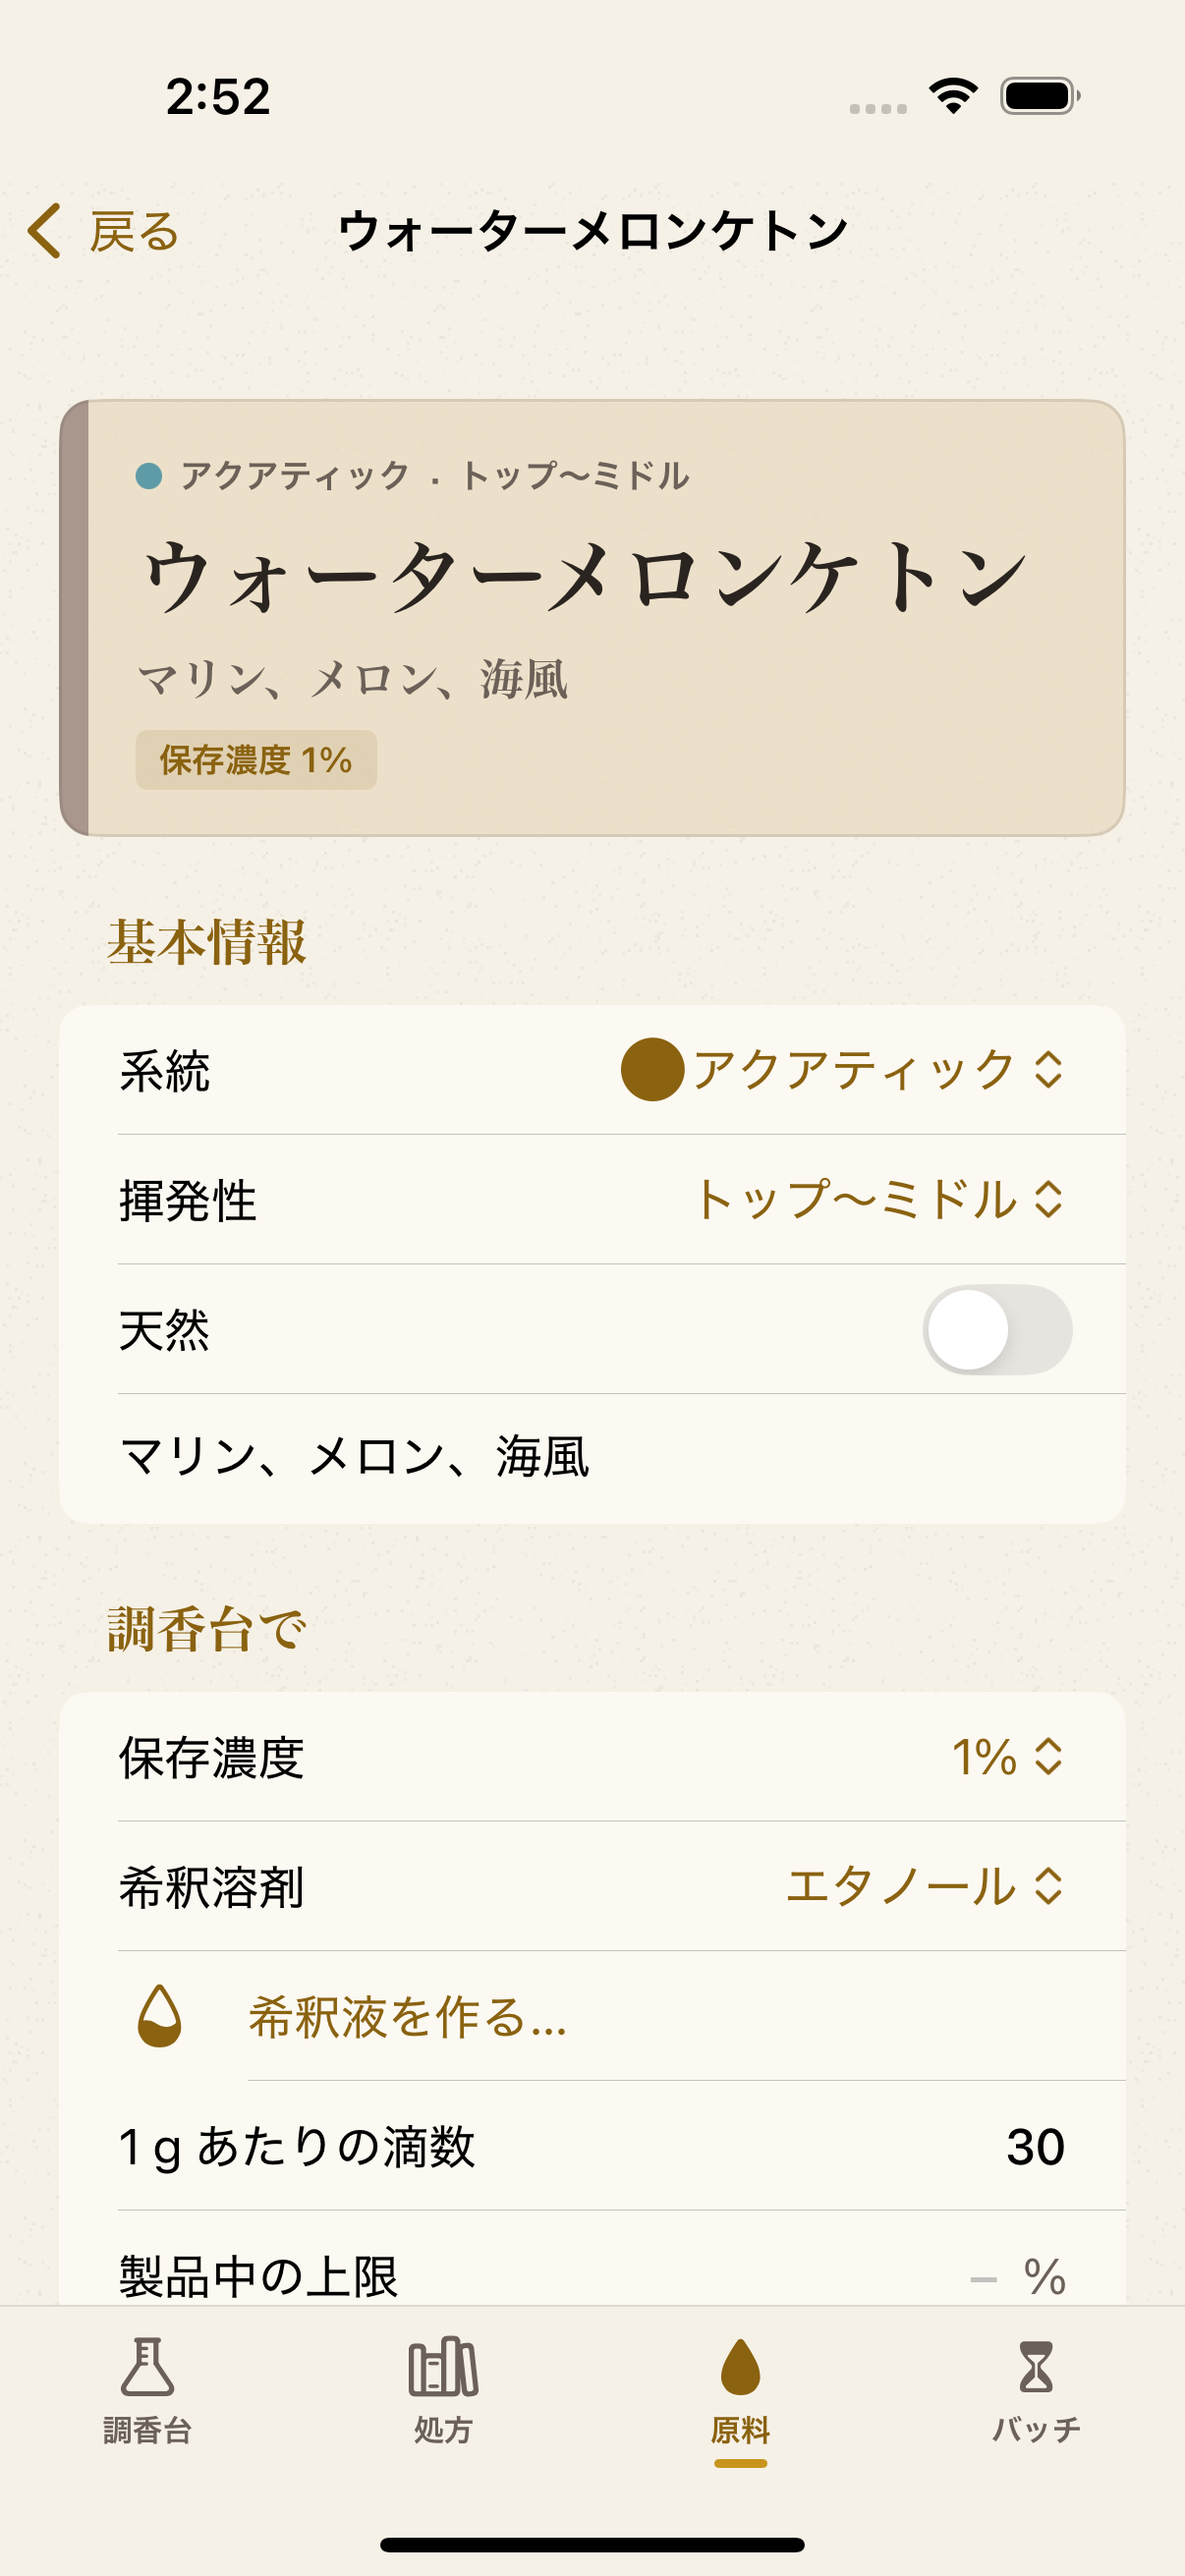 2:52
戻る
ウォーターメロンケトン
アクアティック · トップ〜ミドル
ウォーターメロンケトン
マリン、メロン、海風
保存濃度 1%
基本情報
系統
アクアティック
揮発性
トップ〜ミドル
天然
マリン、メロン、海風
調香台で
保存濃度
1%
希釈溶剤
エタノール
希釈液を作る...
1 g あたりの滴数
30
製品中の上限
– %
調香台
処方
原料
バッチ